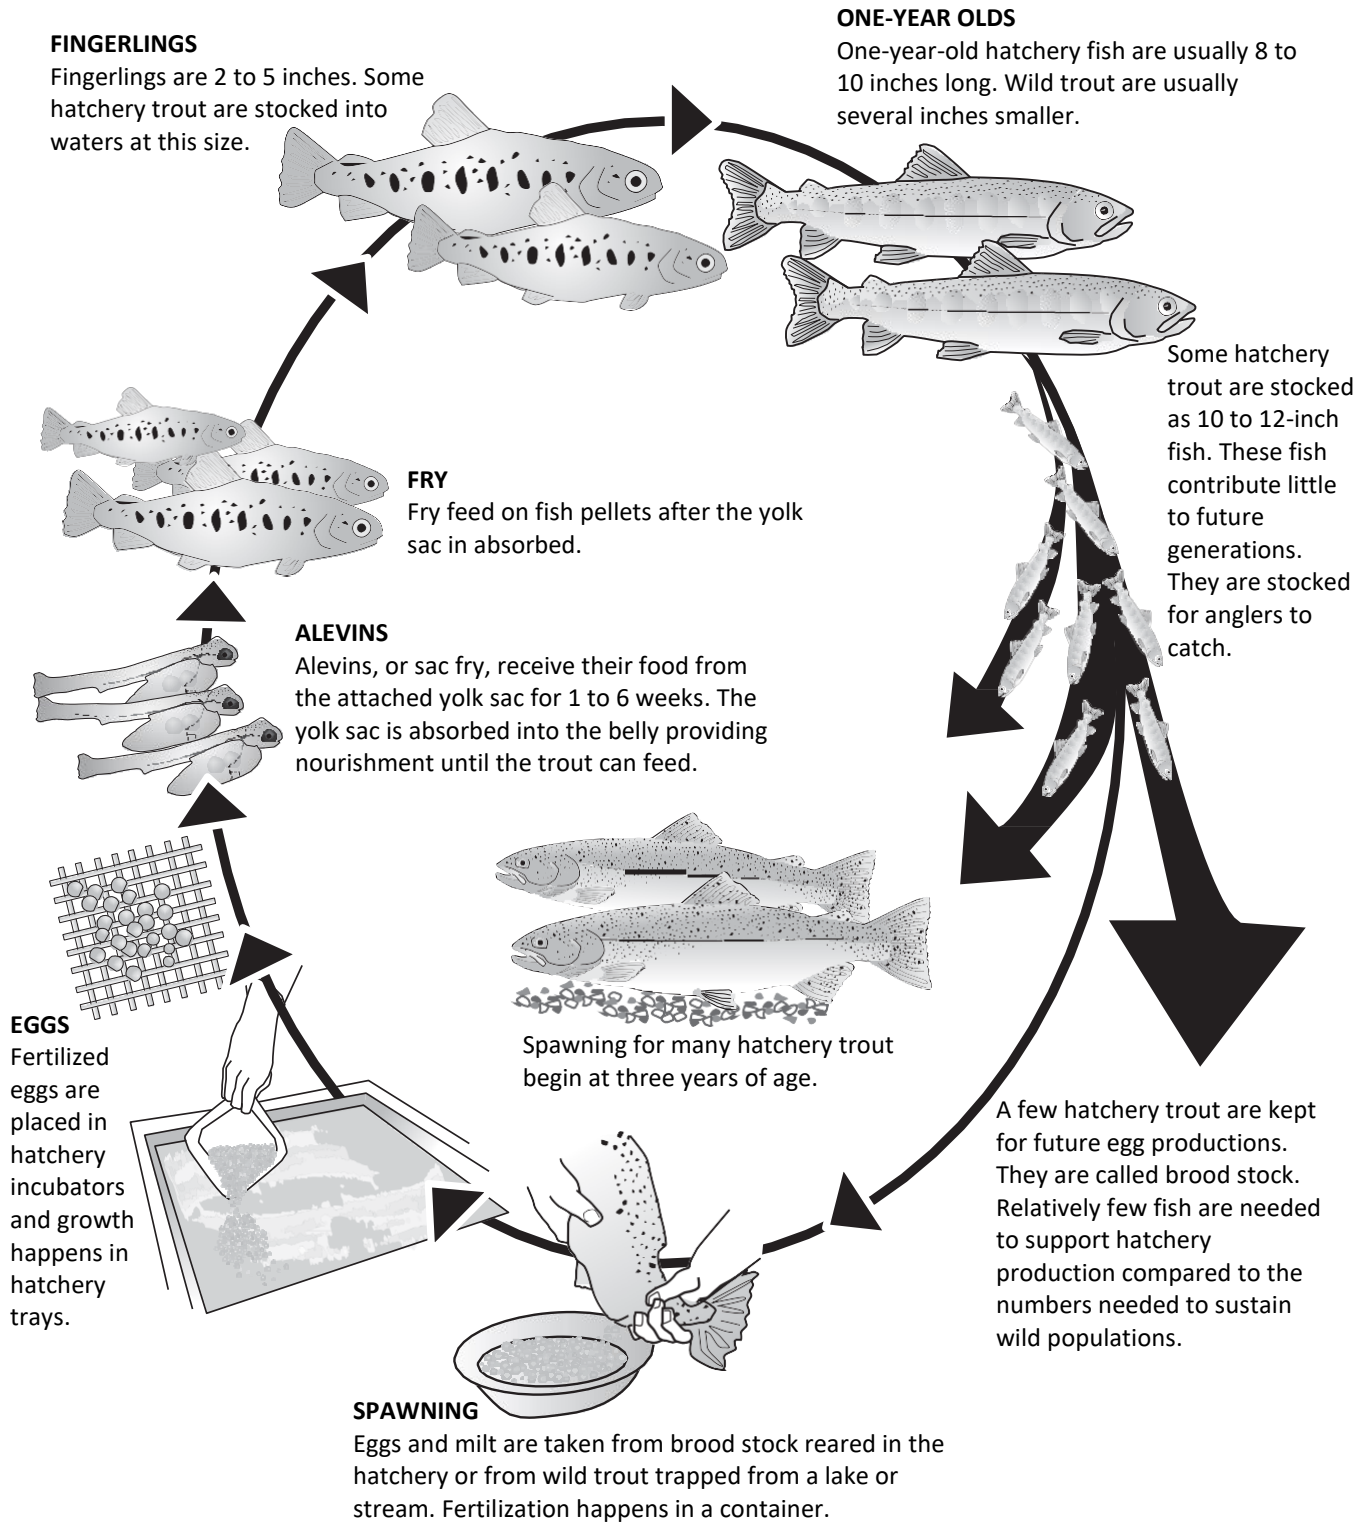 FINGERLINGS
Fingerlings are 2 to 5 inches. Some
hatchery trout are stocked into
waters at this size.
ONE-YEAR OLDS
One-year-old hatchery fish are usually 8 to
10 inches long. Wild trout are usually
several inches smaller.
Some hatchery
trout are stocked
as 10 to 12-inch
fish. These fish
contribute little
to future
generations.
They are stocked
for anglers to
catch.
FRY
Fry feed on fish pellets after the yolk
sac in absorbed.
ALEVINS
Alevins, or sac fry, receive their food from
the attached yolk sac for 1 to 6 weeks. The
yolk sac is absorbed into the belly providing
nourishment until the trout can feed.
EGGS
Fertilized
eggs are
placed in
hatchery
incubators
and growth
happens in
hatchery
trays.
Spawning for many hatchery trout
begin at three years of age.
A few hatchery trout are kept
for future egg productions.
They are called brood stock.
Relatively few fish are needed
to support hatchery
production compared to the
numbers needed to sustain
wild populations.
SPAWNING
Eggs and milt are taken from brood stock reared in the
hatchery or from wild trout trapped from a lake or
stream. Fertilization happens in a container.